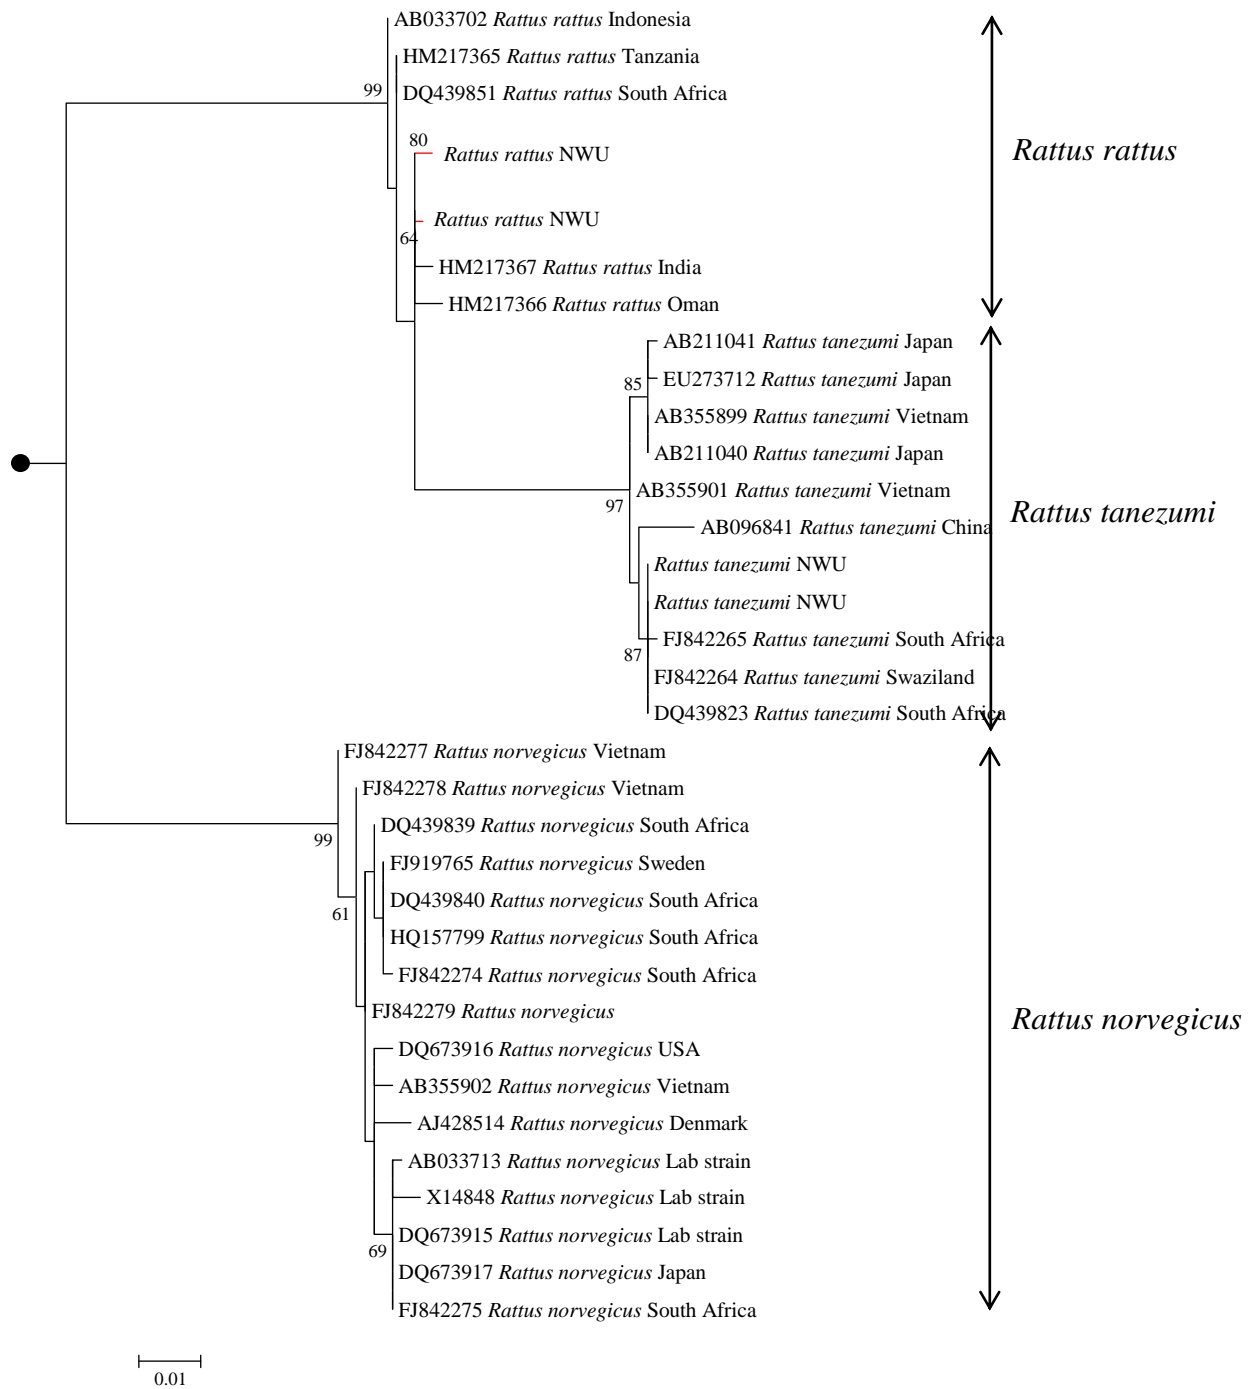 AB033702 Rattus rattus Indonesia
HM217365 Rattus rattus Tanzania
99
DQ439851 Rattus rattus South Africa
80
Rattus rattus NWU
Rattus rattus
Rattus rattus NWU
64
HM217367 Rattus rattus India
HM217366 Rattus rattus Oman
AB211041 Rattus tanezumi Japan
EU273712 Rattus tanezumi Japan
85
AB355899 Rattus tanezumi Vietnam
AB211040 Rattus tanezumi Japan
AB355901 Rattus tanezumi Vietnam
97
Rattus tanezumi
AB096841 Rattus tanezumi China
Rattus tanezumi NWU
Rattus tanezumi NWU
FJ842265 Rattus tanezumi South Africa
87
FJ842264 Rattus tanezumi Swaziland
DQ439823 Rattus tanezumi South Africa
FJ842277 Rattus norvegicus Vietnam
FJ842278 Rattus norvegicus Vietnam
DQ439839 Rattus norvegicus South Africa
99
FJ919765 Rattus norvegicus Sweden
DQ439840 Rattus norvegicus South Africa
61
HQ157799 Rattus norvegicus South Africa
FJ842274 Rattus norvegicus South Africa
FJ842279 Rattus norvegicus
Rattus norvegicus
DQ673916 Rattus norvegicus USA
AB355902 Rattus norvegicus Vietnam
AJ428514 Rattus norvegicus Denmark
AB033713 Rattus norvegicus Lab strain
X14848 Rattus norvegicus Lab strain
DQ673915 Rattus norvegicus Lab strain
69
DQ673917 Rattus norvegicus Japan
FJ842275 Rattus norvegicus South Africa
0.01